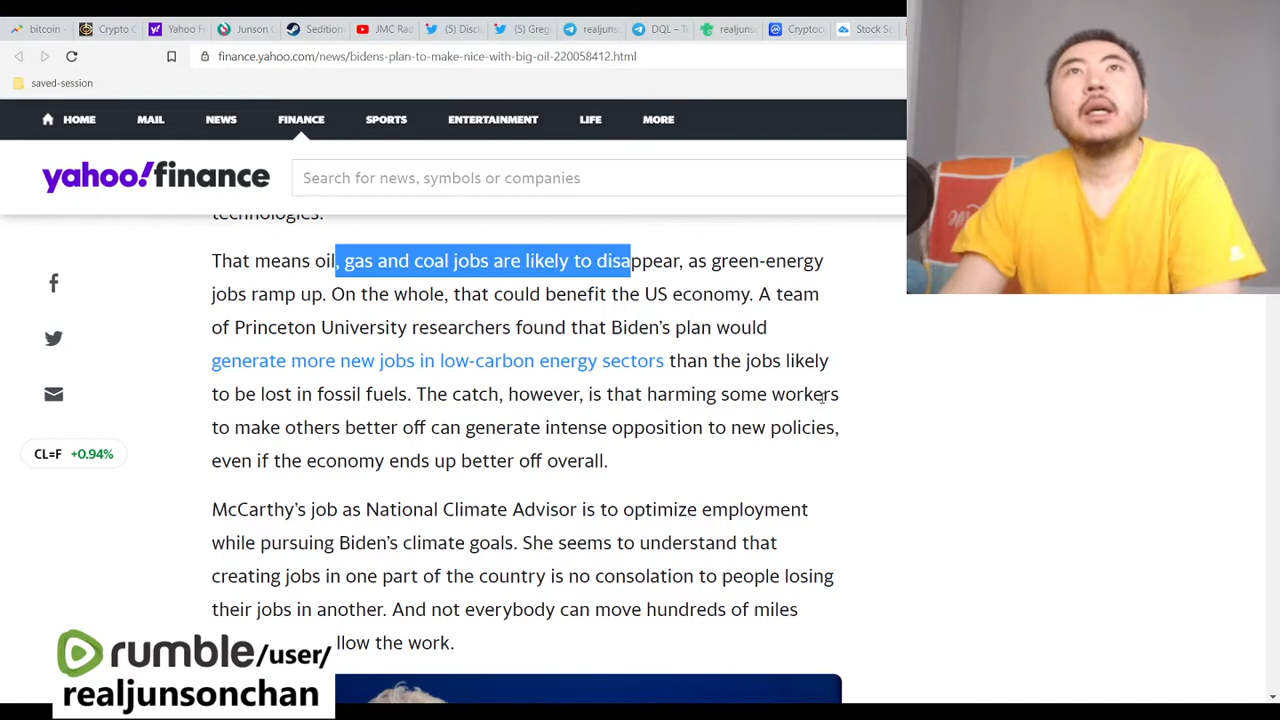 bitcoin
Crypto C
Yahoo F
Junson C
Sedition
JMC Rad
(5) Discl
(5) Greg
realjuns
DQL – To
realjuns
Cryptoc
Stock Sc
finance.yahoo.com/news/bidens-plan-to-make-nice-with-big-oil-220058412.html
saved-session
HOME MAIL NEWS FINANCE SPORTS ENTERTAINMENT LIFE MORE
yahoo!finance
Search for news, symbols or companies
technologies.
That means oil, gas and coal jobs are likely to disappear, as green-energy
jobs ramp up. On the whole, that could benefit the US economy. A team
of Princeton University researchers found that Biden's plan would
generate more new jobs in low-carbon energy sectors than the jobs likely
to be lost in fossil fuels. The catch, however, is that harming some workers
to make others better off can generate intense opposition to new policies,
even if the economy ends up better off overall.
CL=F +0.94%
McCarthy's job as National Climate Advisor is to optimize employment
while pursuing Biden's climate goals. She seems to understand that
creating jobs in one part of the country is no consolation to people losing
their jobs in another. And not everybody can move hundreds of miles
llow the work.
rumble/user/
realjunsonchan